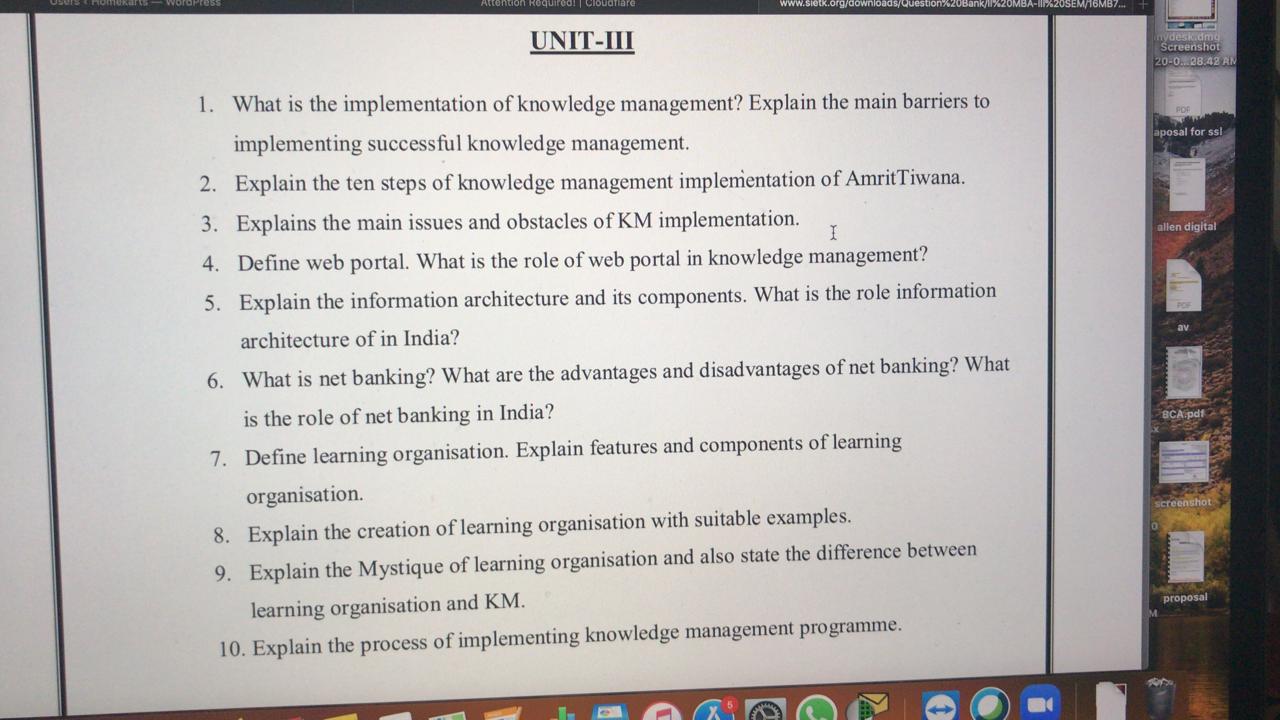 Users ‹ Homekarts — WordPress
Attention Required! | Cloudflare
www.sietk.org/downloads/Question%20Bank/II%20MBA-III%20SEM/16MB7...
UNIT-III
1. What is the implementation of knowledge management? Explain the main barriers to
implementing successful knowledge management.
2. Explain the ten steps of knowledge management implementation of AmritTiwana.
3. Explains the main issues and obstacles of KM implementation.
4. Define web portal. What is the role of web portal in knowledge management?
5. Explain the information architecture and its components. What is the role information
architecture of in India?
6. What is net banking? What are the advantages and disadvantages of net banking? What
is the role of net banking in India?
7. Define learning organisation. Explain features and components of learning
organisation.
8. Explain the creation of learning organisation with suitable examples.
9. Explain the Mystique of learning organisation and also state the difference between
learning organisation and KM.
10. Explain the process of implementing knowledge management programme.
nydesk.dmg
Screenshot
20-0...28.42 AM
PDF
aposal for ssl
allen digital
PDF
av
BCA.pdf
screenshot
proposal
5